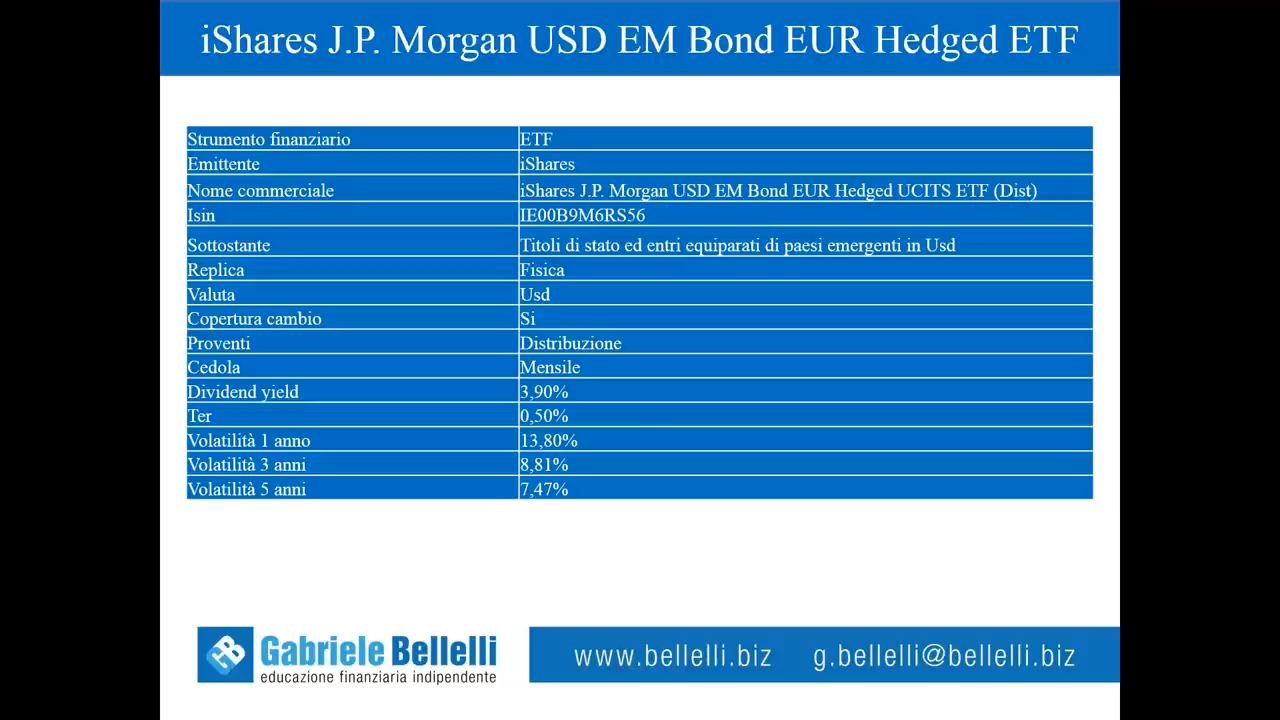 iShares J.P. Morgan USD EM Bond EUR Hedged ETF
Strumento finanziario ETF
Emittente iShares
Nome commerciale iShares J.P. Morgan USD EM Bond EUR Hedged UCITS ETF (Dist)
Isin IE00B9M6RS56
Sottostante Titoli di stato ed entri equiparati di paesi emergenti in Usd
Replica Fisica
Valuta Usd
Copertura cambio Si
Proventi Distribuzione
Cedola Mensile
Dividend yield 3,90%
Ter 0,50%
Volatilità 1 anno 13,80%
Volatilità 3 anni 8,81%
Volatilità 5 anni 7,47%
Gabriele Bellelli
educazione finanziaria indipendente
www.bellelli.biz g.bellelli@bellelli.biz